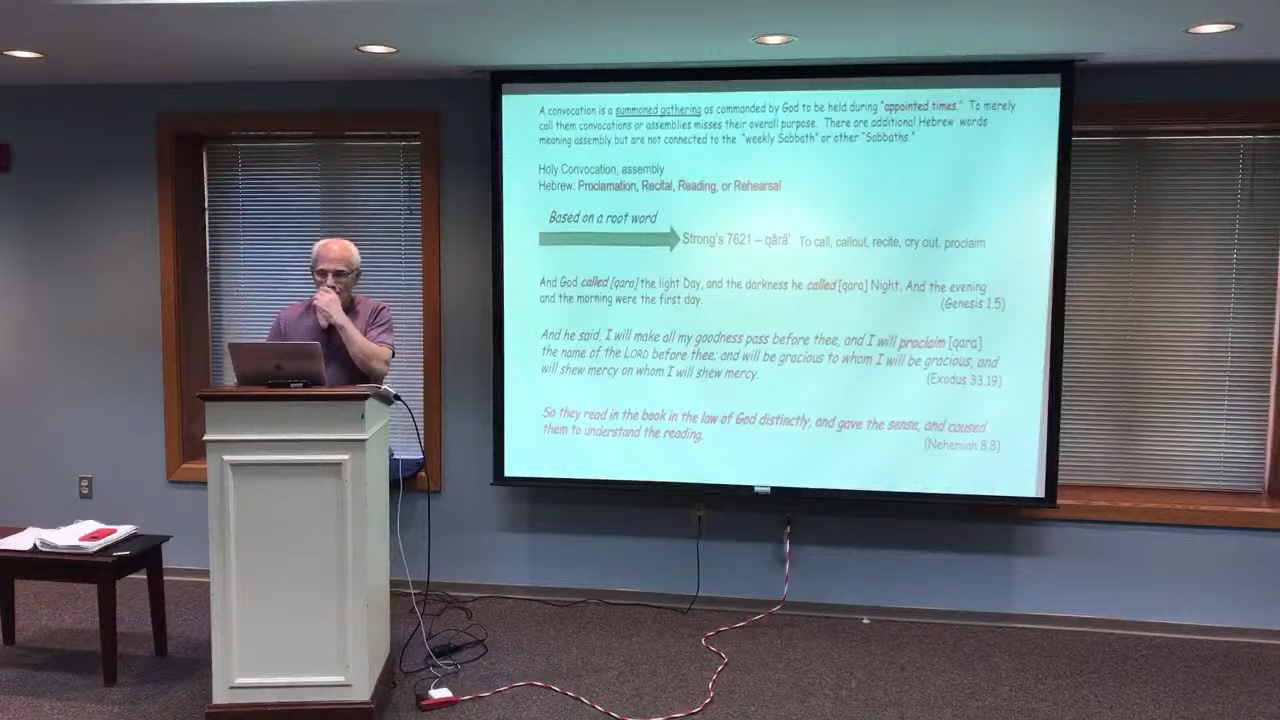 A convocation is a summoned gathering as commanded by God to be held during "appointed times." To merely
call them convocations or assemblies misses their overall purpose. There are additional Hebrew words
meaning assembly but are not connected to the "weekly Sabbath" or other "Sabbaths."
Holy Convocation, assembly
Hebrew: Proclamation, Recital, Reading, or Rehearsal
Based on a root word
Strong's 7621 – qârâ' To call, callout, recite, cry out, proclaim
And God called [qara] the light Day, and the darkness he called [qara] Night. And the evening
and the morning were the first day. (Genesis 1.5)
And he said, I will make all my goodness pass before thee, and I will proclaim [qara]
the name of the LORD before thee; and will be gracious to whom I will be gracious, and
will shew mercy on whom I will shew mercy. (Exodus 33.19)
So they read in the book in the law of God distinctly, and gave the sense, and caused
them to understand the reading. (Nehemiah 8.8)